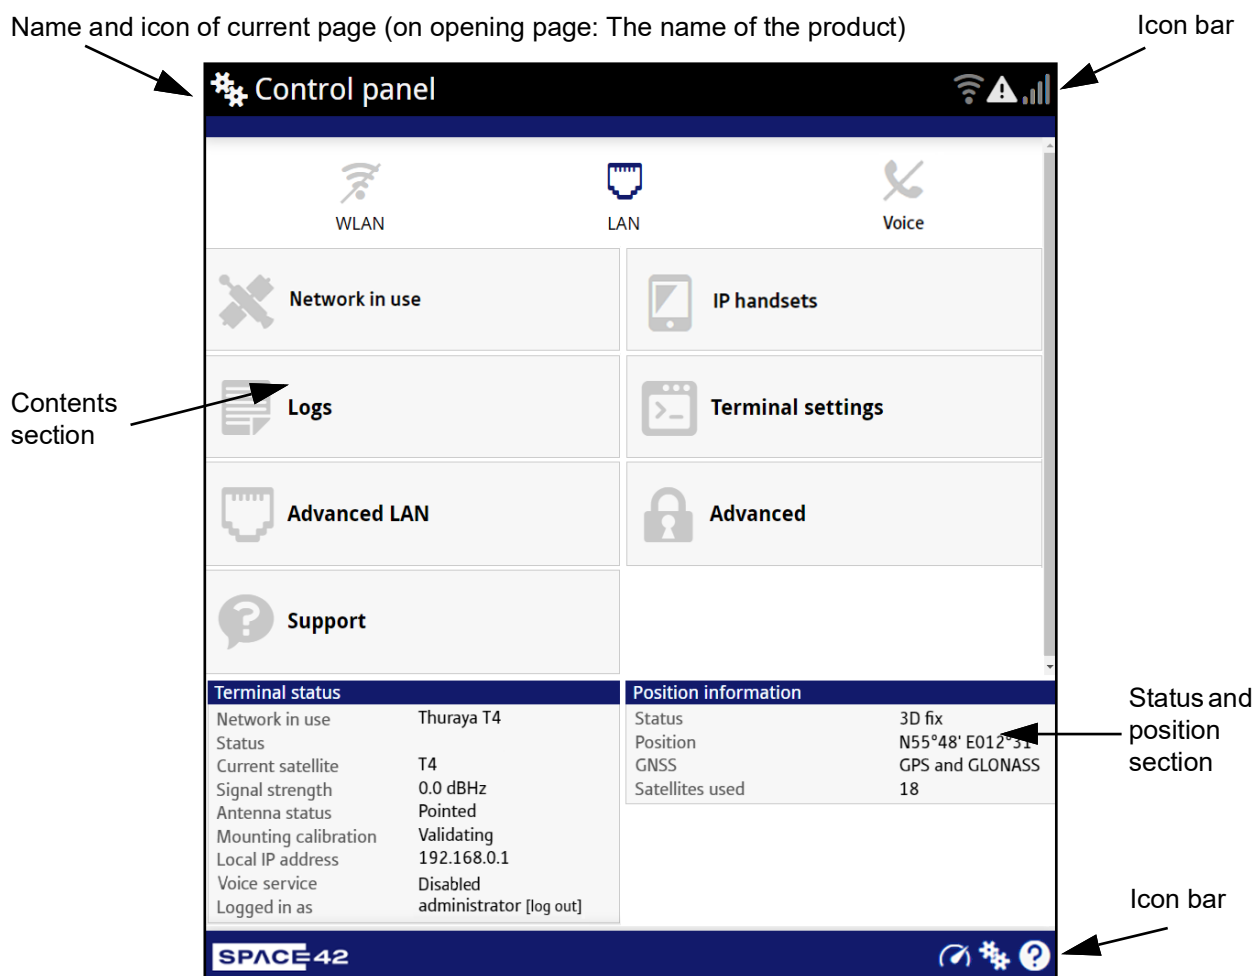 Name and icon of current page (on opening page: The name of the product)
Icon bar
Control panel
WLAN
LAN
Voice
Network in use
IP handsets
Contents
section
Logs
Terminal settings
Advanced LAN
Advanced
Support
Terminal status
Network in use Thuraya T4
Status
Current satellite T4
Signal strength 0.0 dBHz
Antenna status Pointed
Mounting calibration Validating
Local IP address 192.168.0.1
Voice service Disabled
Logged in as administrator [log out]
Position information
Status 3D fix
Position N55°48' E012°31'
GNSS GPS and GLONASS
Satellites used 18
Status and
position
section
Icon bar
SPACE42